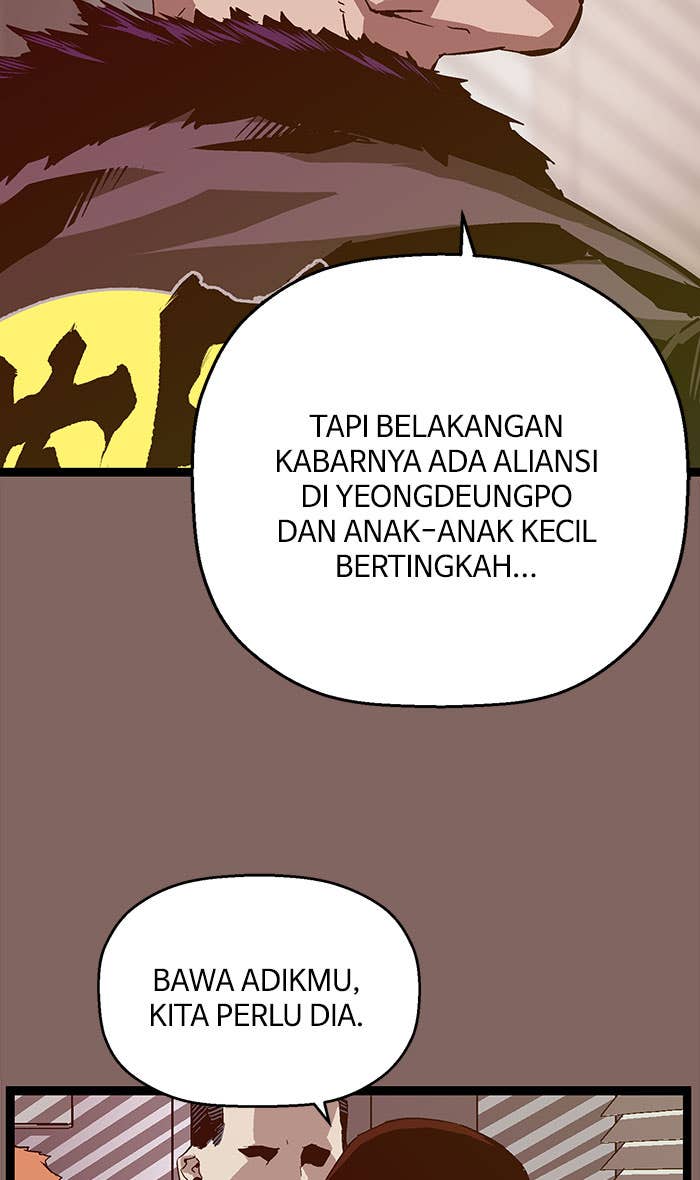 TAPI BELAKANGAN
KABARNYA ADA ALIANSI
DI YEONGDEUNGPO
DAN ANAK-ANAK KECIL
BERTINGKAH...
BAWA ADIKMU,
KITA PERLU DIA.